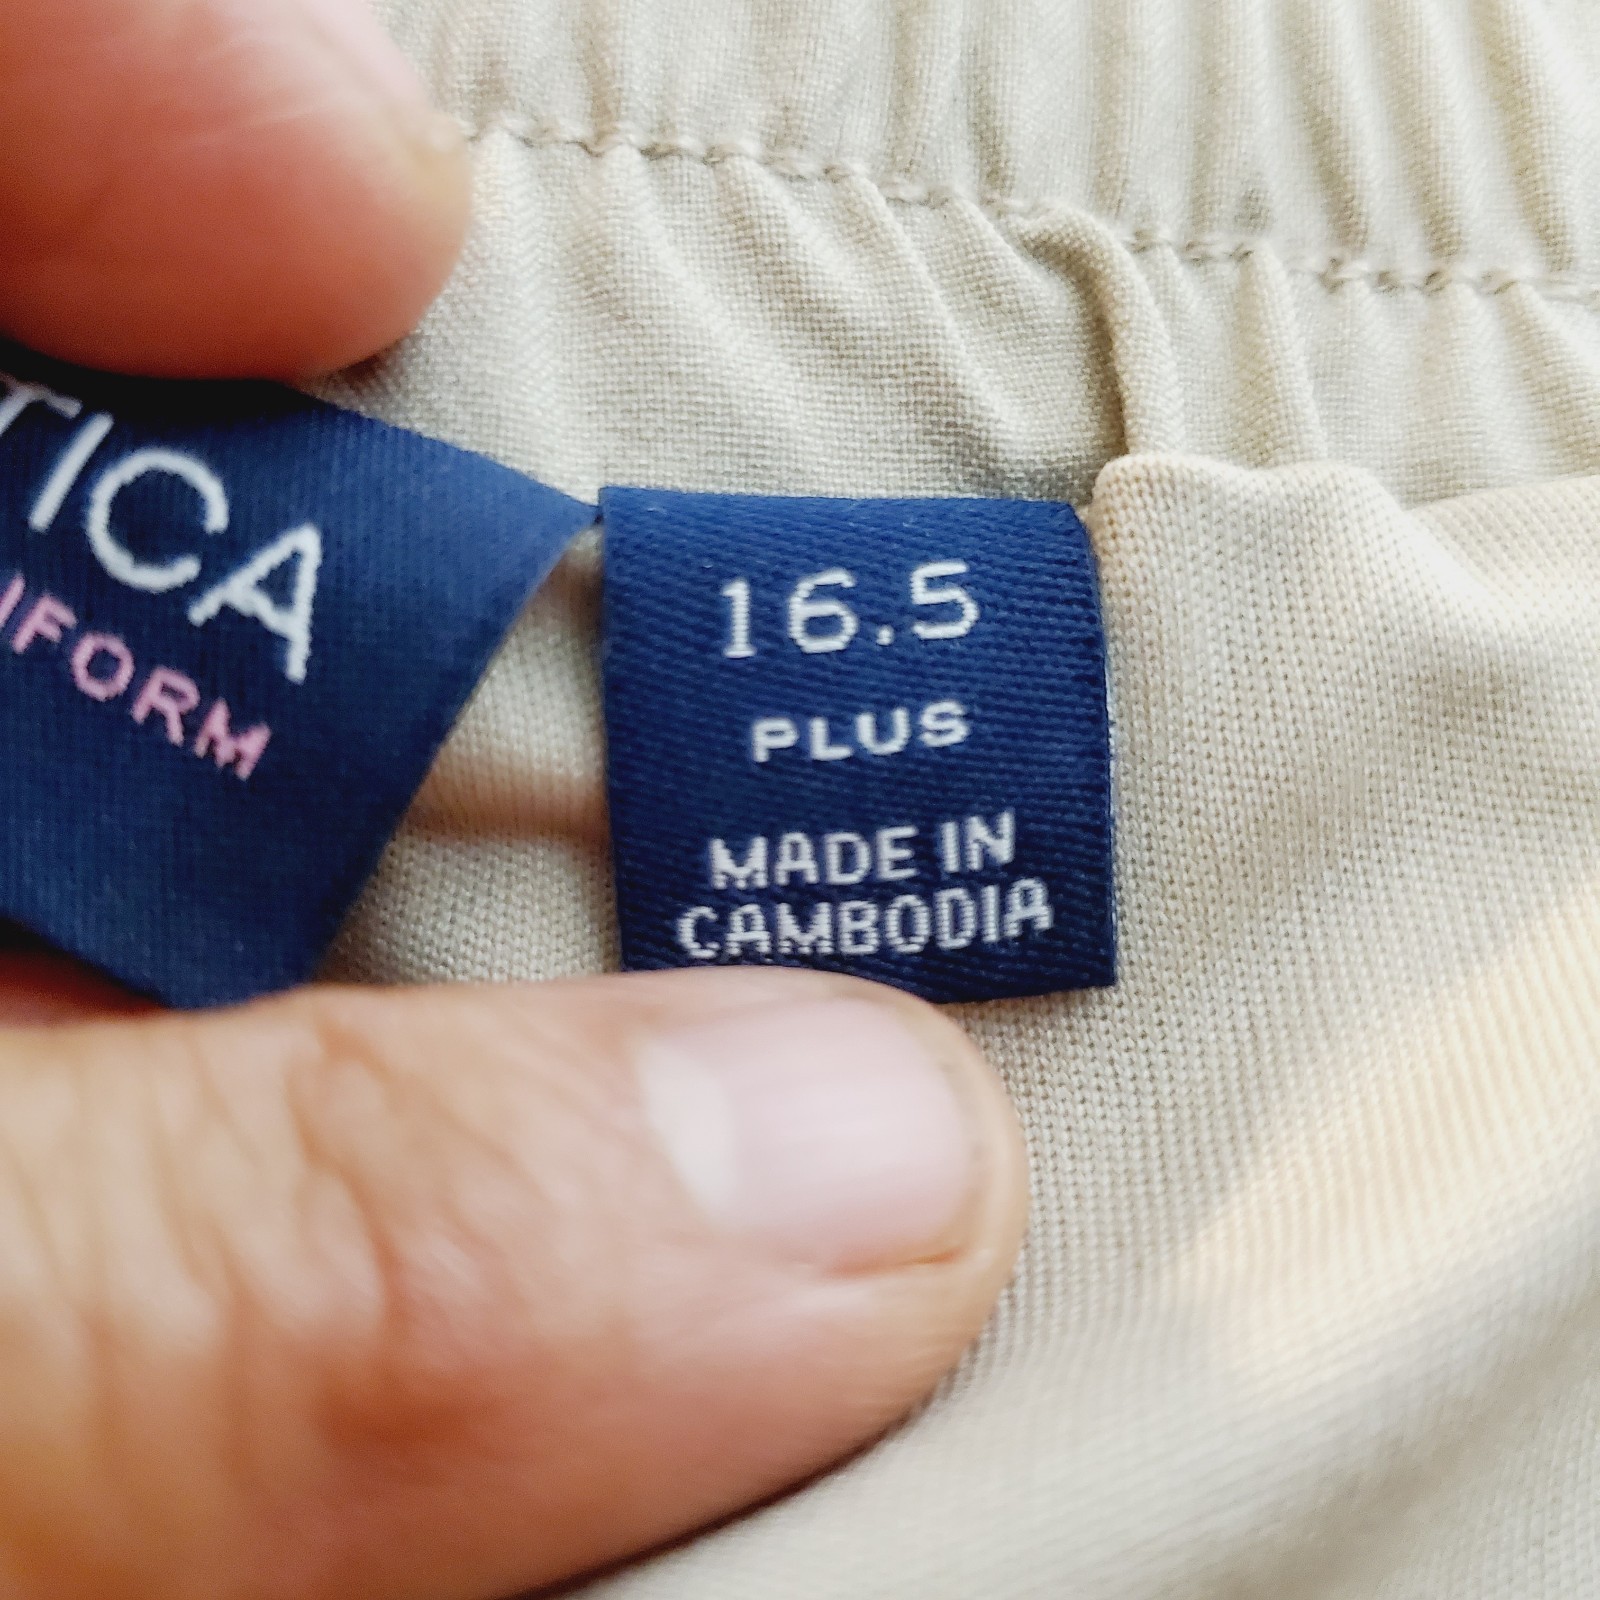 TICA
IFORM
16.5
PLUS
MADE IN
CAMBODIA